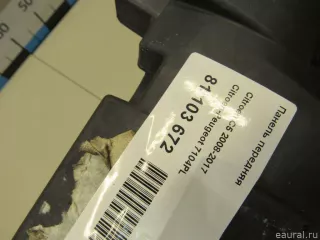 Панель передняя
Citroen C5 2008-2017
Citroen/Peugeot 7104PL
81 103 672
eaural.ru